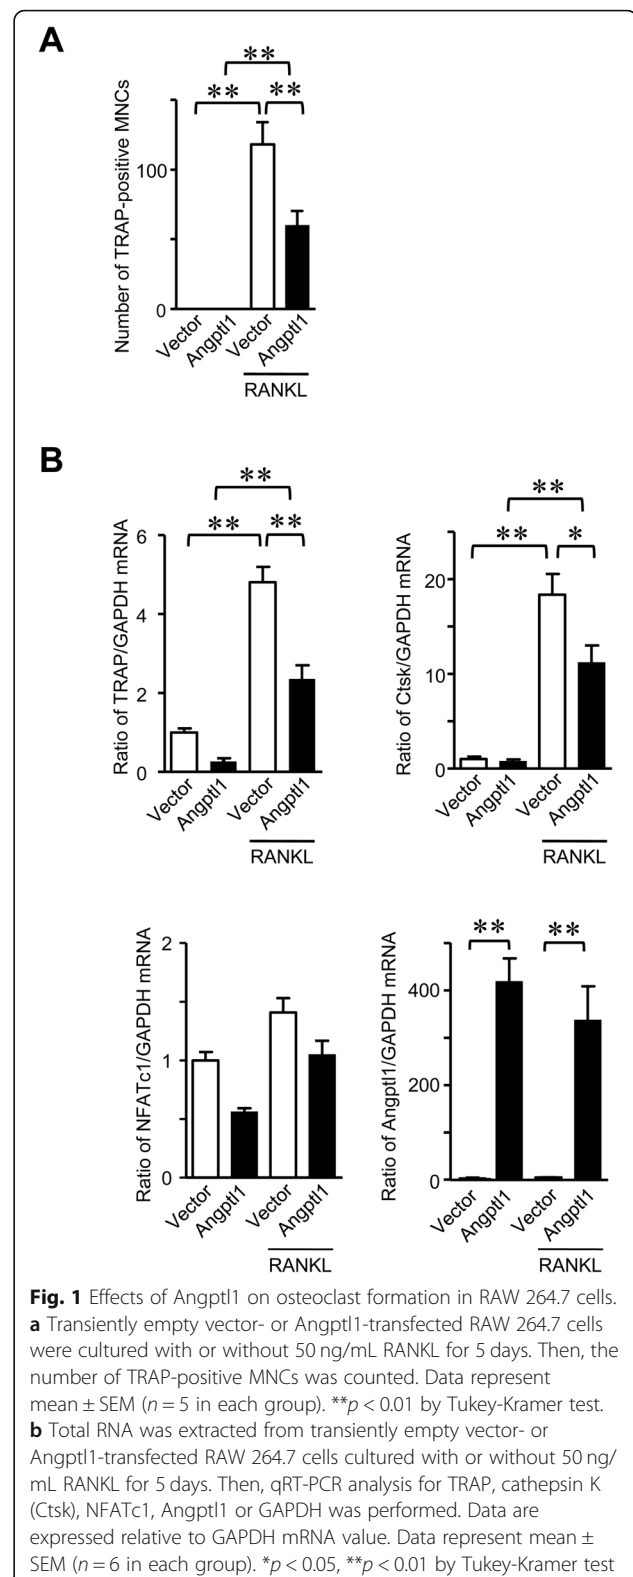 A
**
** **
Number of TRAP-positive MNCs
100
0
Vector
Angptl1
Vector
Angptl1
RANKL
B
**
** **
Ratio of TRAP/GAPDH mRNA
6
4
2
0
Vector
Angptl1
Vector
Angptl1
RANKL
**
** *
Ratio of Ctsk/GAPDH mRNA
20
10
0
Vector
Angptl1
Vector
Angptl1
RANKL
Ratio of NFATc1/GAPDH mRNA
2
1
0
Vector
Angptl1
Vector
Angptl1
RANKL
** **
Ratio of Angptl1/GAPDH mRNA
400
200
0
Vector
Angptl1
Vector
Angptl1
RANKL
Fig. 1 Effects of Angptl1 on osteoclast formation in RAW 264.7 cells.
a Transiently empty vector- or Angptl1-transfected RAW 264.7 cells
were cultured with or without 50 ng/mL RANKL for 5 days. Then, the
number of TRAP-positive MNCs was counted. Data represent
mean ± SEM (n = 5 in each group). **p < 0.01 by Tukey-Kramer test.
b Total RNA was extracted from transiently empty vector- or
Angptl1-transfected RAW 264.7 cells cultured with or without 50 ng/
mL RANKL for 5 days. Then, qRT-PCR analysis for TRAP, cathepsin K
(Ctsk), NFATc1, Angptl1 or GAPDH was performed. Data are
expressed relative to GAPDH mRNA value. Data represent mean ±
SEM (n = 6 in each group). *p < 0.05, **p < 0.01 by Tukey-Kramer test